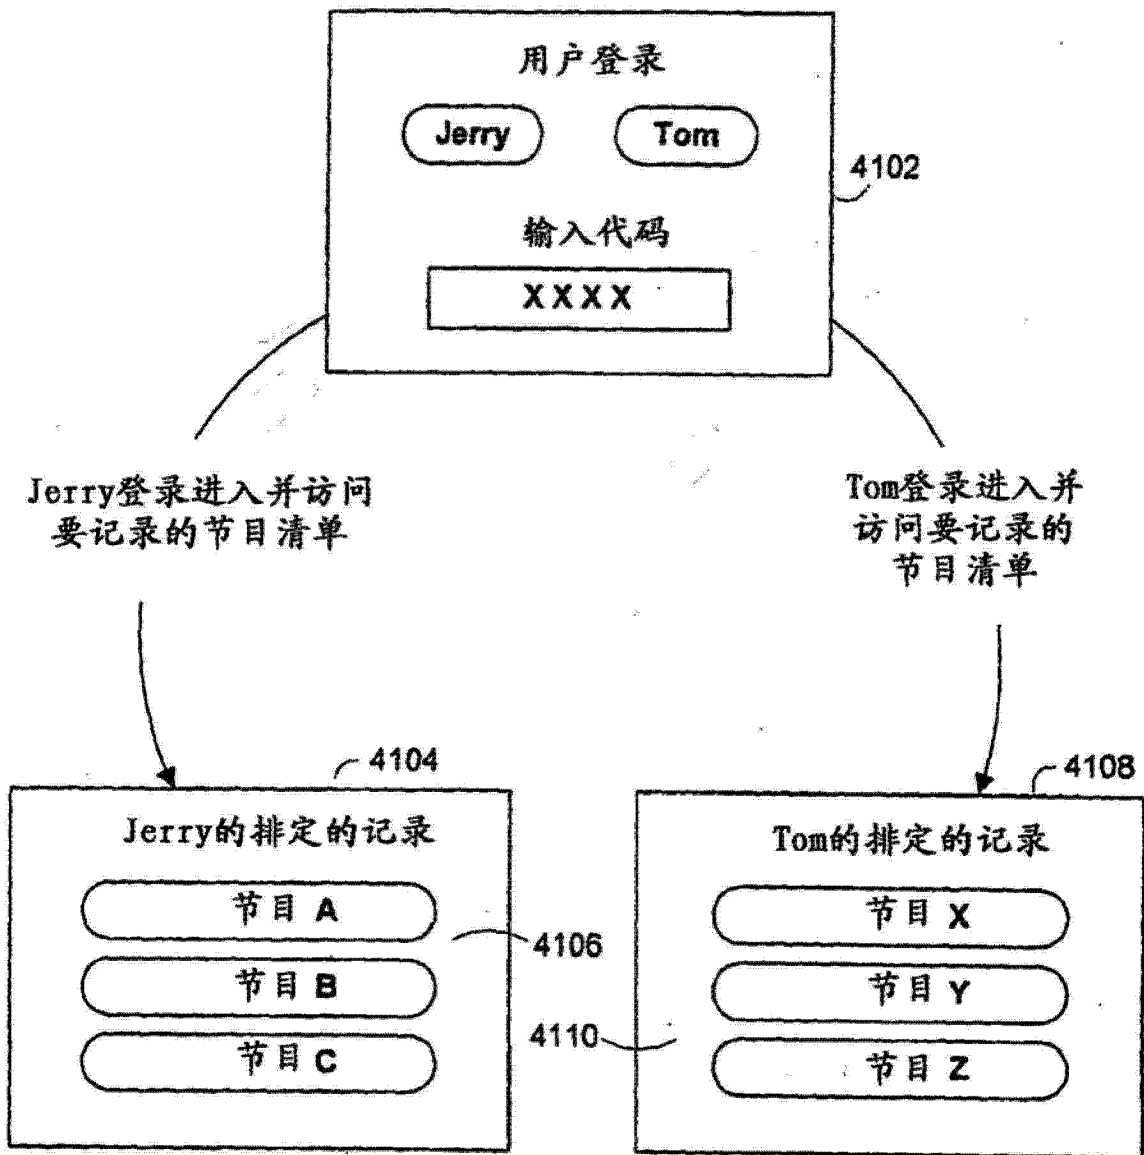 用户登录
Jerry
Tom
4102
输入代码
XXXX
Jerry登录进入并访问
要记录的节目清单
Tom登录进入并
访问要记录的
节目清单
4104
Jerry的排定的记录
节目 A
节目 B
节目 C
4106
4108
Tom的排定的记录
节目 X
节目 Y
节目 Z
4110